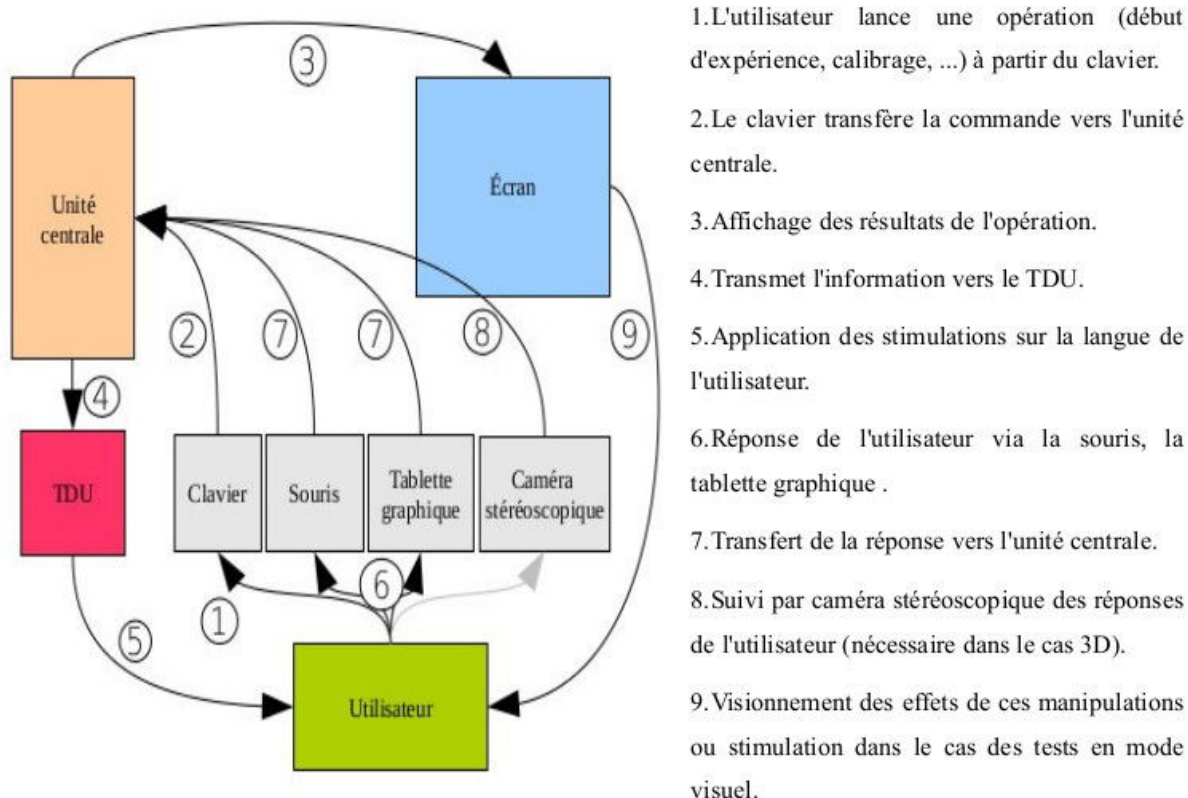 3
Unité
centrale
Écran
2
7
7
8
9
4
TDU
Clavier
Souris
Tablette
graphique
Caméra
stéréoscopique
6
1
5
Utilisateur
1.L'utilisateur lance une opération (début
d'expérience, calibrage, ...) à partir du clavier.
2.Le clavier transfère la commande vers l'unité
centrale.
3.Affichage des résultats de l'opération.
4.Transmet l'information vers le TDU.
5.Application des stimulations sur la langue de
l'utilisateur.
6.Réponse de l'utilisateur via la souris, la
tablette graphique .
7.Transfert de la réponse vers l'unité centrale.
8.Suivi par caméra stéréoscopique des réponses
de l'utilisateur (nécessaire dans le cas 3D).
9.Visionnement des effets de ces manipulations
ou stimulation dans le cas des tests en mode
visuel.